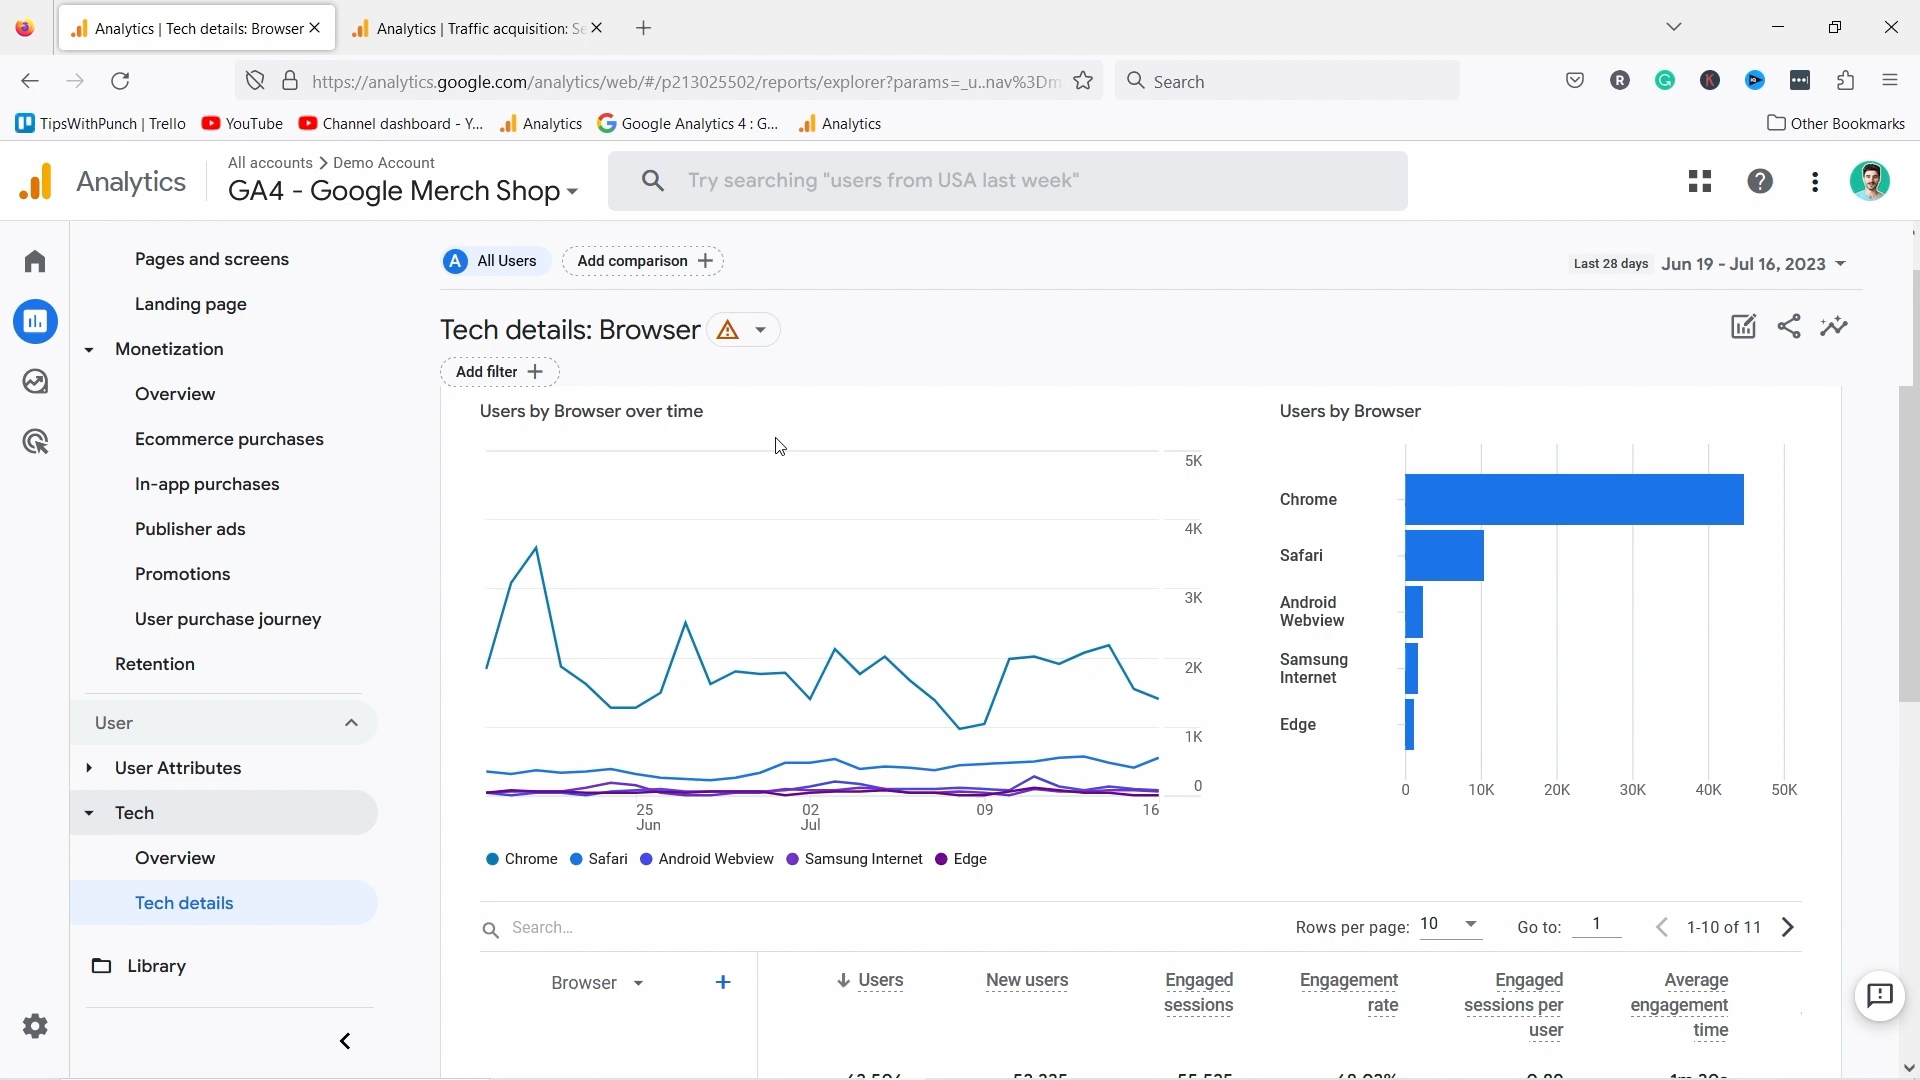 Analytics | Tech details: Browser
Analytics | Traffic acquisition: Se
https://analytics.google.com/analytics/web/#/p213025502/reports/explorer?params=_u..nav%3Dm
Search
TipsWithPunch | Trello
YouTube
Channel dashboard - Y...
Analytics
Google Analytics 4 : G...
Analytics
Other Bookmarks
Analytics
All accounts > Demo Account
GA4 - Google Merch Shop
Try searching "users from USA last week"
Pages and screens
Landing page
Monetization
Overview
Ecommerce purchases
In-app purchases
Publisher ads
Promotions
User purchase journey
Retention
User
User Attributes
Tech
Overview
Tech details
Library
A All Users
Add comparison +
Last 28 days Jun 19 - Jul 16, 2023
Tech details: Browser
Add filter +
Users by Browser over time
5K
4K
3K
2K
1K
0
25
Jun
02
Jul
09
16
Chrome Safari Android Webview Samsung Internet Edge
Users by Browser
Chrome
Safari
Android
Webview
Samsung
Internet
Edge
0 10K 20K 30K 40K 50K
Search...
Rows per page: 10
Go to: 1
1-10 of 11
Browser
Users
New users
Engaged
sessions
Engagement
rate
Engaged
sessions per
user
Average
engagement
time